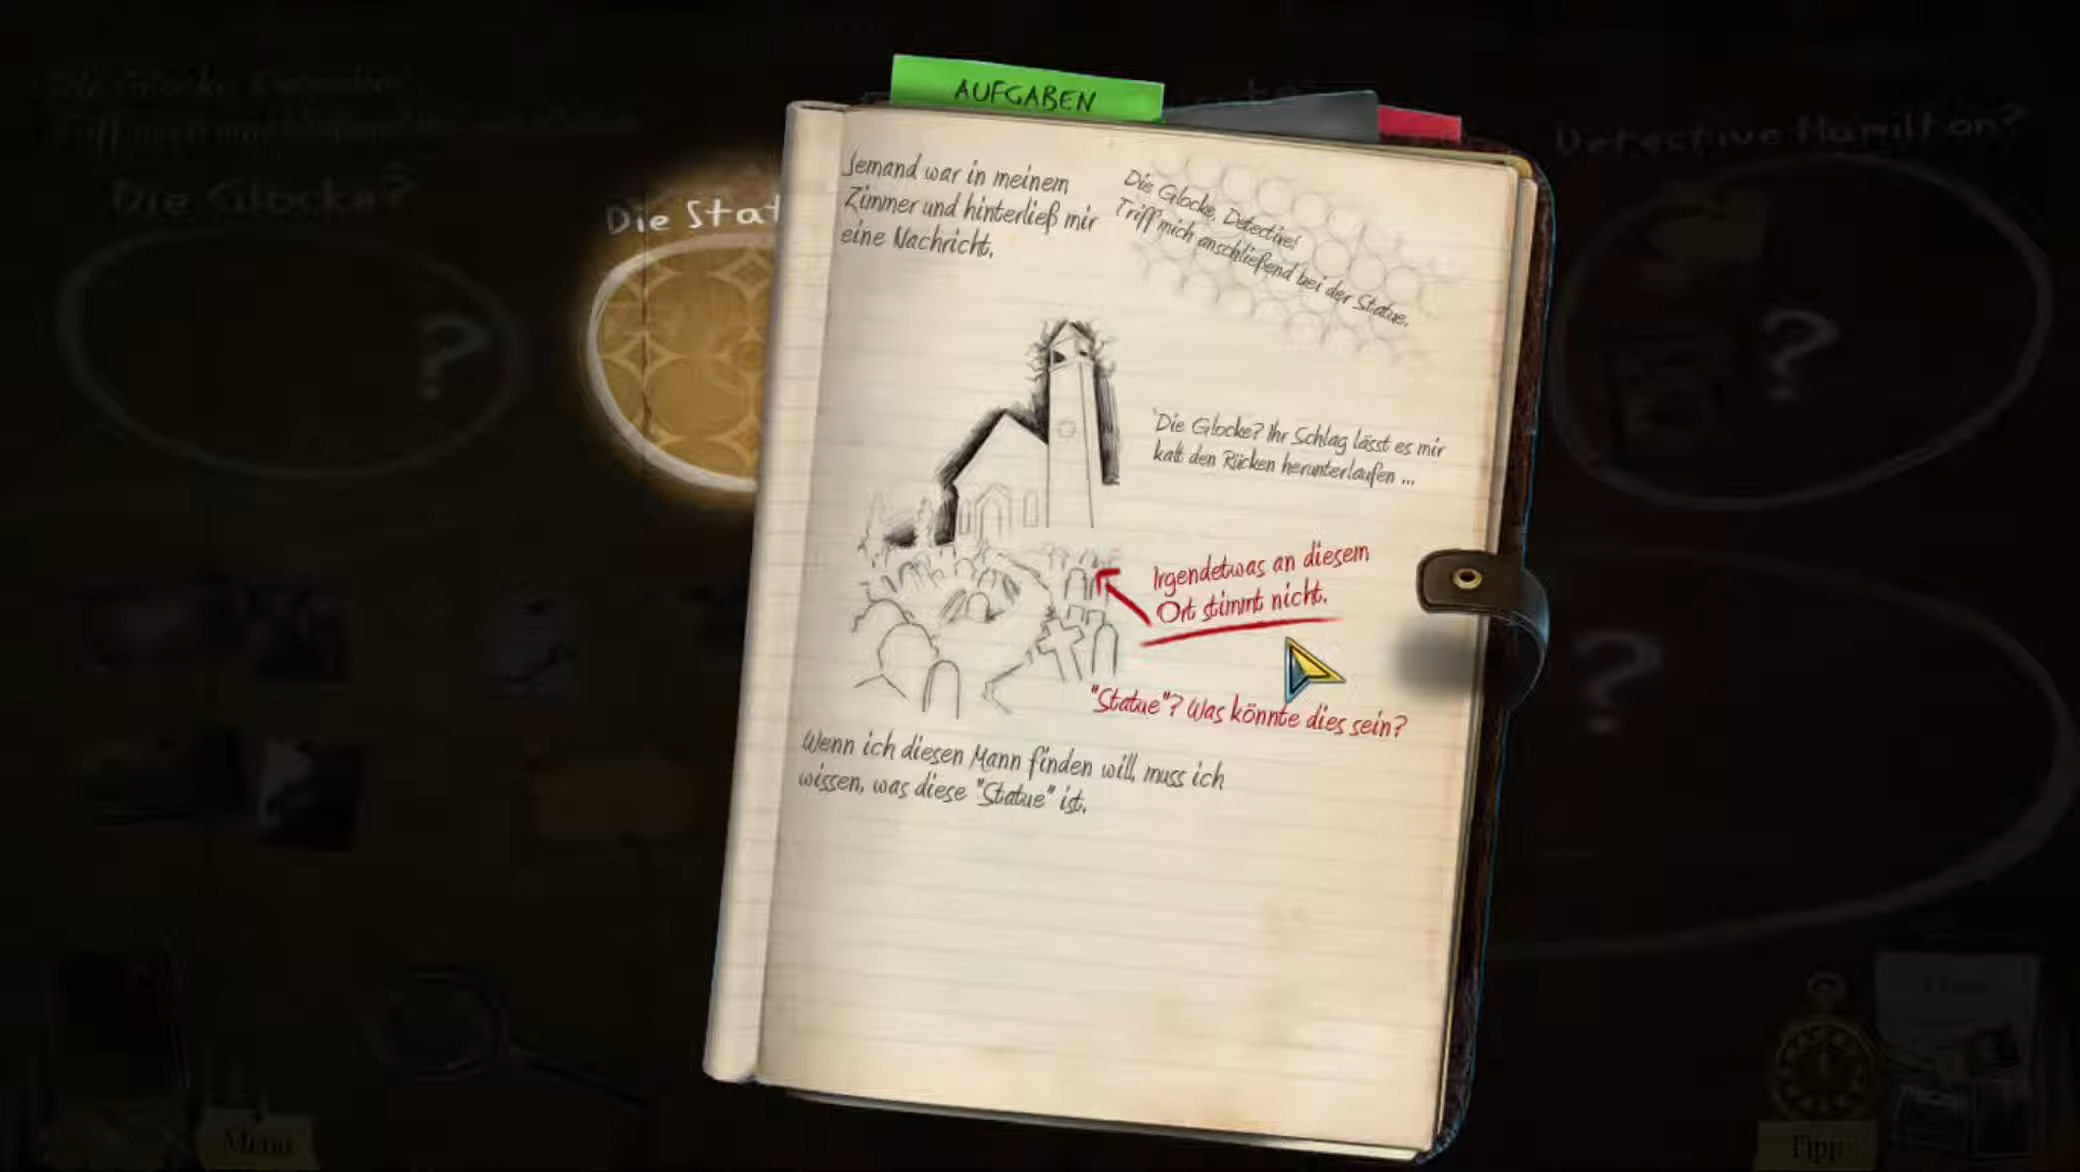 AUFGABEN
Detective Hamilton?
Die Glocke?
Die Stat
Jemand war in meinem
Zimmer und hinterließ mir
eine Nachricht.
Die Glocke, Detective!
Triff mich anschließend bei der Statue.
Die Glocke? Ihr Schlag lässt es mir
kalt den Rücken herunterlaufen ...
Irgendetwas an diesem
Ort stimmt nicht.
"Statue"? Was könnte dies sein?
Wenn ich diesen Mann finden will, muss ich
wissen, was diese "Statue" ist.
?
?
?
Menü
Tipp